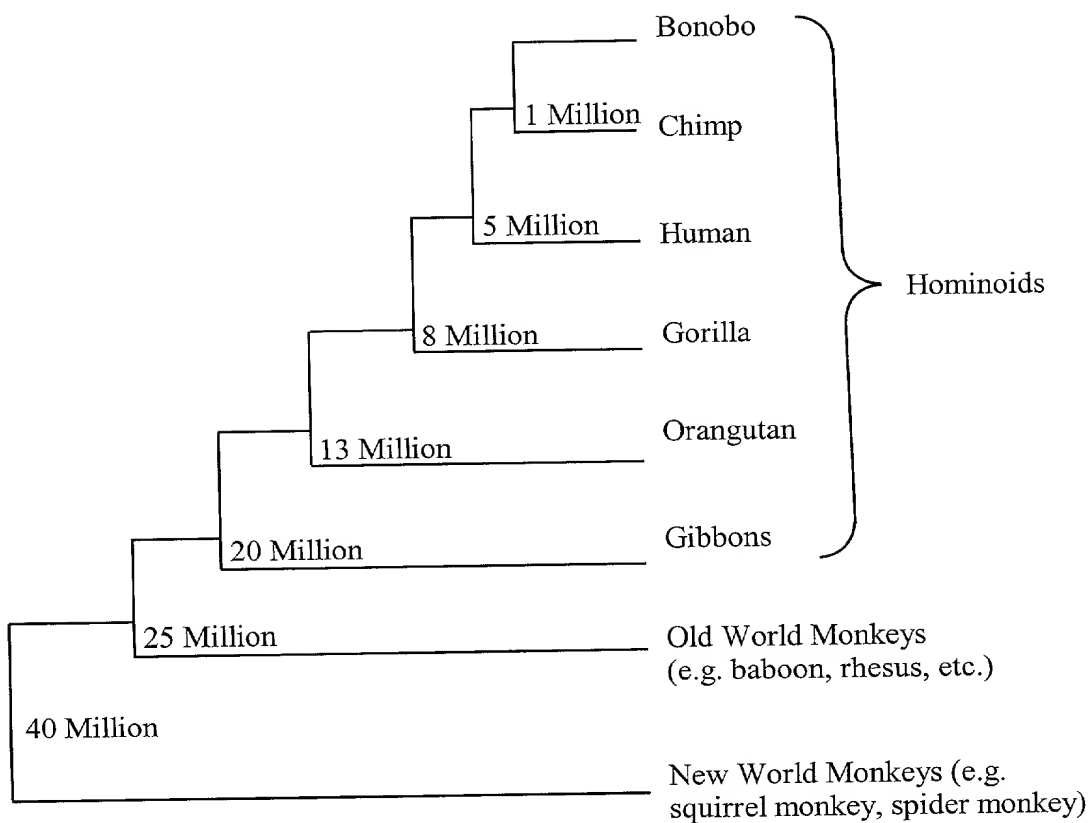 Bonobo
1 Million
Chimp
5 Million
Human
Hominoids
8 Million
Gorilla
13 Million
Orangutan
20 Million
Gibbons
25 Million
Old World Monkeys
(e.g. baboon, rhesus, etc.)
40 Million
New World Monkeys (e.g.
squirrel monkey, spider monkey)